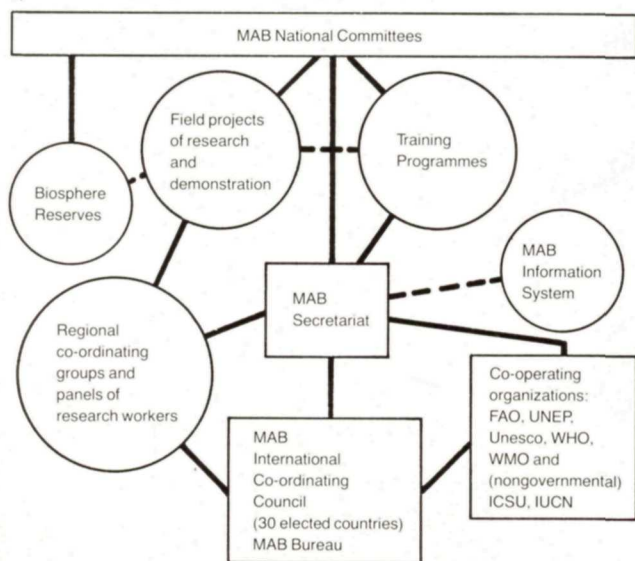 MAB National Committees
Field projects
of research
and
demonstration
Training
Programmes
Biosphere
Reserves
MAB
Information
System
MAB
Secretariat
Regional
co-ordinating
groups and
panels of
research workers
Co-operating
organizations:
FAO, UNEP,
Unesco, WHO,
WMO and
(nongovernmental)
ICSU, IUCN
MAB
International
Co-ordinating
Council
(30 elected countries)
MAB Bureau